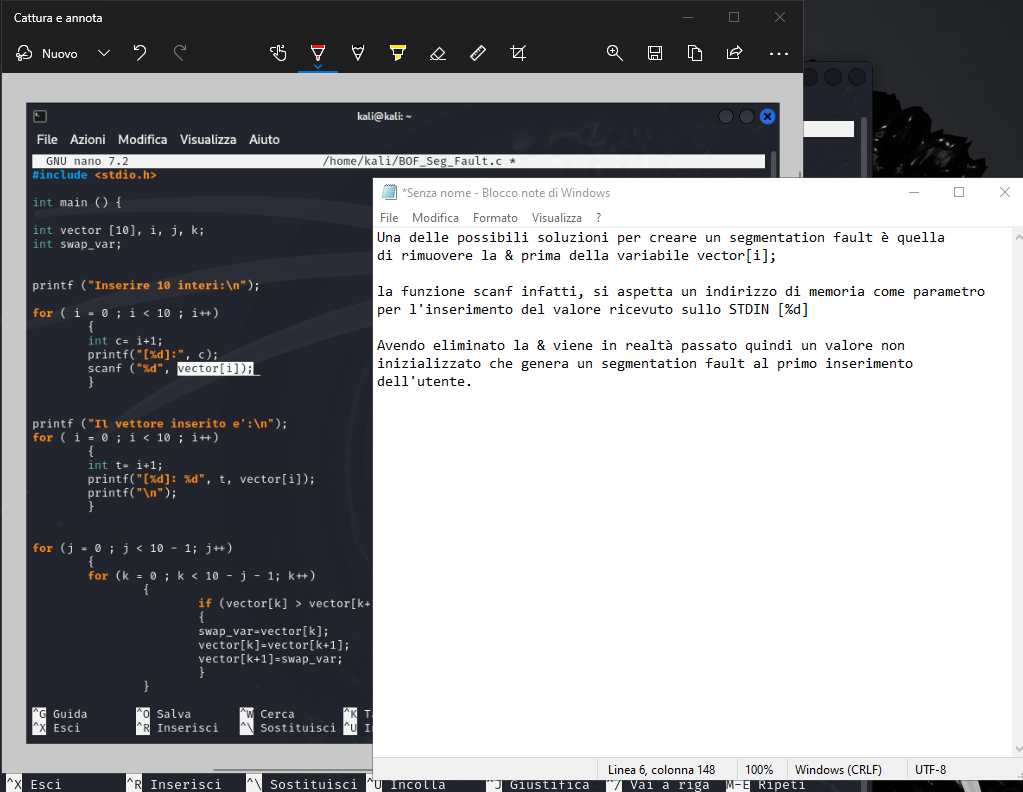 Cattura e annota
Nuovo
kali@kali: ~
File Azioni Modifica Visualizza Aiuto
GNU nano 7.2 /home/kali/BOF_Seg_Fault.c *
#include <stdio.h>
int main () {
int vector [10], i, j, k;
int swap_var;
printf ("Inserire 10 interi:\n");
for ( i = 0 ; i < 10 ; i++)
{
int c= i+1;
printf("[%d]:", c);
scanf ("%d", vector[i]);
}
printf ("Il vettore inserito e':\n");
for ( i = 0 ; i < 10 ; i++)
{
int t= i+1;
printf("[%d]: %d", t, vector[i]);
printf("\n");
}
for (j = 0 ; j < 10 - 1; j++)
{
for (k = 0 ; k < 10 - j - 1; k++)
{
if (vector[k] > vector[k+
{
swap_var=vector[k];
vector[k]=vector[k+1];
vector[k+1]=swap_var;
}
}
^G Guida ^O Salva ^W Cerca ^K T
^X Esci ^R Inserisci ^\ Sostituisci ^U
*Senza nome - Blocco note di Windows
File Modifica Formato Visualizza ?
Una delle possibili soluzioni per creare un segmentation fault è quella
di rimuovere la & prima della variabile vector[i];
la funzione scanf infatti, si aspetta un indirizzo di memoria come parametro
per l'inserimento del valore ricevuto sullo STDIN [%d]
Avendo eliminato la & viene in realtà passato quindi un valore non
inizializzato che genera un segmentation fault al primo inserimento
dell'utente.
Linea 6, colonna 148 100% Windows (CRLF) UTF-8
^X Esci ^R Inserisci ^\ Sostituisci ^U Incolla ^J Giustifica ^/ Vai a riga M-E Ripeti